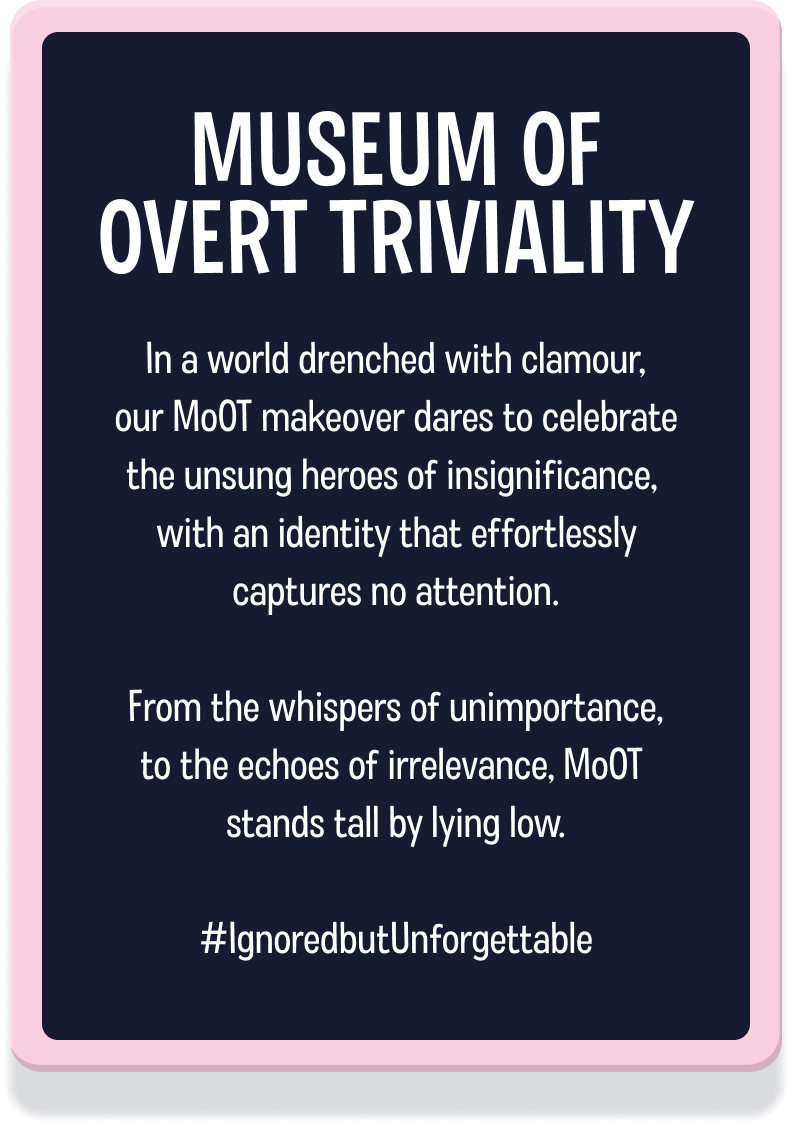 MUSEUM OF
OVERT TRIVIALITY
In a world drenched with clamour,
our MoOT makeover dares to celebrate
the unsung heroes of insignificance,
with an identity that effortlessly
captures no attention.
From the whispers of unimportance,
to the echoes of irrelevance, MoOT
stands tall by lying low.
#IgnoredbutUnforgettable